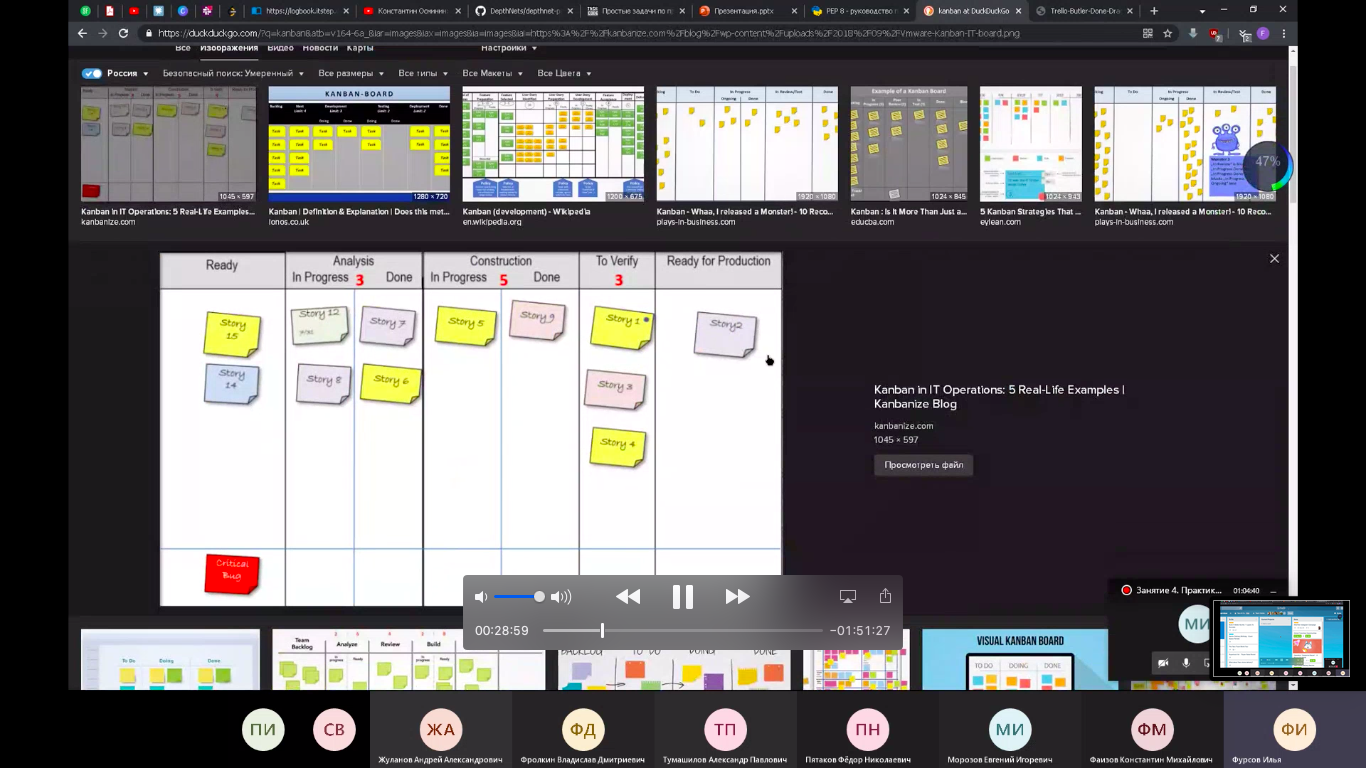 https://logbook.itstep.
Константин Осминин
DepthNets/depthnet-p
Простые задачи по п
Презентация.pptx
PEP 8 - руководство п
kanban at DuckDuckGo
Trello-Butler-Done-Dra
https://duckduckgo.com/?q=kanban&atb=v164-6a_&iar=images&iax=images&ia=images&iai=https%3A%2F%2Fkanbanize.com%2Fblog%2Fwp-content%2Fuploads%2F2018%2F09%2FVmware-Kanban-IT-board.png
Все Изображения Видео Новости Карты Настройки
Россия Безопасный поиск: Умеренный Все размеры Все типы Все Макеты Все Цвета
KANBAN-BOARD
Example of a Kanban Board
47%
1045 × 597
1280 × 720
1200 × 675
1920 × 1080
1024 × 845
1024 × 943
1920 × 1080
Kanban in IT Operations: 5 Real-Life Examples...
kanbanize.com
Kanban | Definition & Explanation | Does this met...
ionos.co.uk
Kanban (development) - Wikipedia
en.wikipedia.org
Kanban - Whaa, I released a Monster! - 10 Reco...
plays-in-business.com
Kanban : Is It More Than Just a...
educba.com
5 Kanban Strategies That ...
eylean.com
Kanban - Whaa, I released a Monster! - 10 Reco...
plays-in-business.com
Ready
Analysis
In Progress 3 Done
Construction
In Progress 5 Done
To Verify
3
Ready for Production
Story 15
Story 14
Story 12
Story 7
Story 8
Story 6
Story 5
Story 9
Story 1
Story 3
Story 4
Story2
Critical Bug
Kanban in IT Operations: 5 Real-Life Examples |
Kanbanize Blog
kanbanize.com
1045 × 597
Просмотреть файл
00:28:59
−01:51:27
Занятие 4. Практик...
01:04:40
МИ
To Do Doing Done
Team Backlog Analyze Review Build
BACKLOG TO DO DOING DONE
VISUAL KANBAN BOARD
TO DO DOING DONE
ПИ
СВ
ЖА
ФД
ТП
ПН
МИ
ФМ
ФИ
Жуланов Андрей Александрович
Фролкин Владислав Дмитриевич
Тумашилов Александр Павлович
Пятаков Фёдор Николаевич
Морозов Евгений Игоревич
Фаизов Константин Михайлович
Фурсов Илья